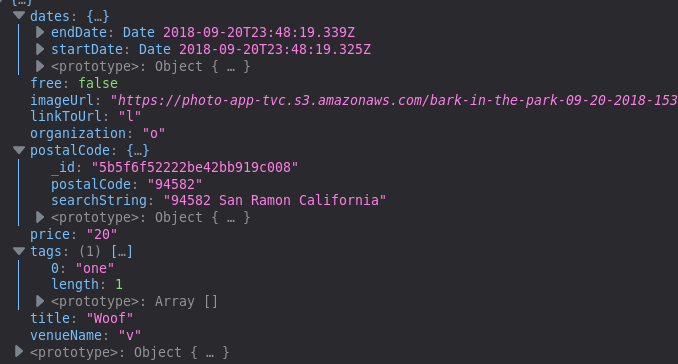 {…}
dates: {…}
endDate: Date 2018-09-20T23:48:19.339Z
startDate: Date 2018-09-20T23:48:19.325Z
<prototype>: Object { … }
free: false
imageUrl: "https://photo-app-tvc.s3.amazonaws.com/bark-in-the-park-09-20-2018-153
linkToUrl: "l"
organization: "o"
postalCode: {…}
_id: "5b5f6f52222be42bb919c008"
postalCode: "94582"
searchString: "94582 San Ramon California"
<prototype>: Object { … }
price: "20"
tags: (1) […]
0: "one"
length: 1
<prototype>: Array []
title: "Woof"
venueName: "v"
<prototype>: Object { … }